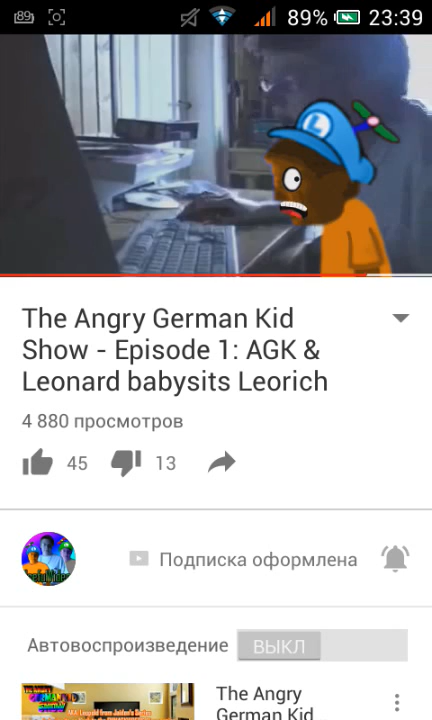 89 89% 23:39
L
The Angry German Kid
Show - Episode 1: AGK &
Leonard babysits Leorich
4 880 просмотров
45 13
Подписка оформлена
Автовоспроизведение ВЫКЛ
The Angry
German Kid...